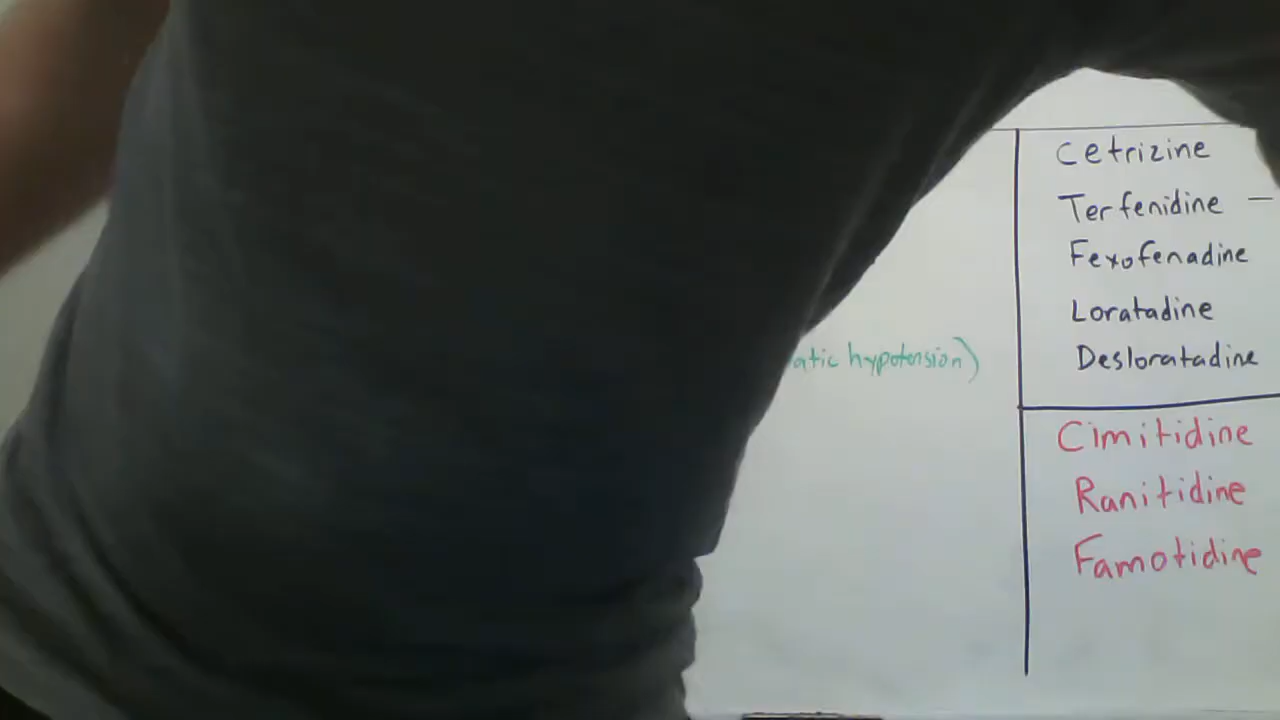 Cetrizine
Terfenidine —
Fexofenadine
Loratadine
atic hypotension)
Desloratadine
Cimitidine
Ranitidine
Famotidine